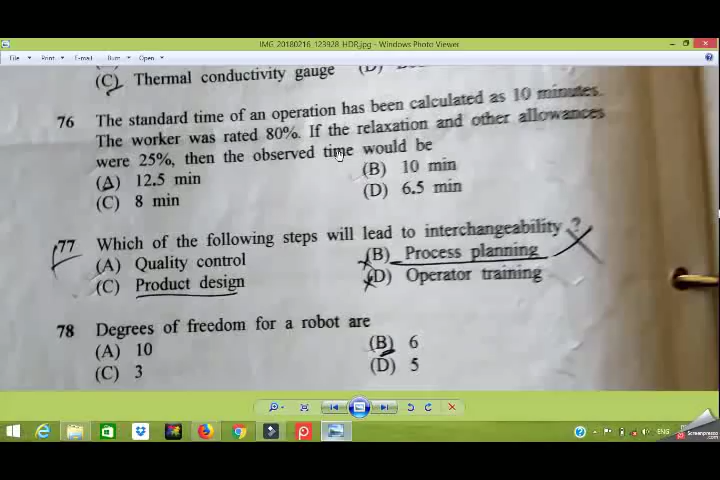 IMG_20180216_123928_HDR.jpg - Windows Photo Viewer
File Print E-mail Burn Open
(C) Thermal conductivity gauge (D)
76 The standard time of an operation has been calculated as 10 minutes.
The worker was rated 80%. If the relaxation and other allowances
were 25%, then the observed time would be
(A) 12.5 min (B) 10 min
(C) 8 min (D) 6.5 min
77 Which of the following steps will lead to interchangeability ?
(A) Quality control (B) Process planning
(C) Product design (D) Operator training
78 Degrees of freedom for a robot are
(A) 10 (B) 6
(C) 3 (D) 5
ENG
Screenpresso